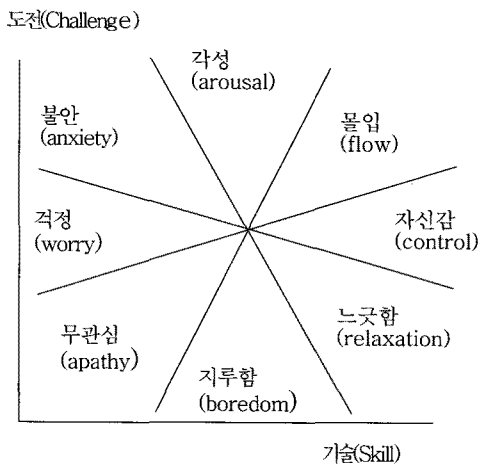 도전(Challenge)
각성
(arousal)
불안
(anxiety)
몰입
(flow)
걱정
(worry)
자신감
(control)
무관심
(apathy)
느긋함
(relaxation)
지루함
(boredom)
기술(Skill)